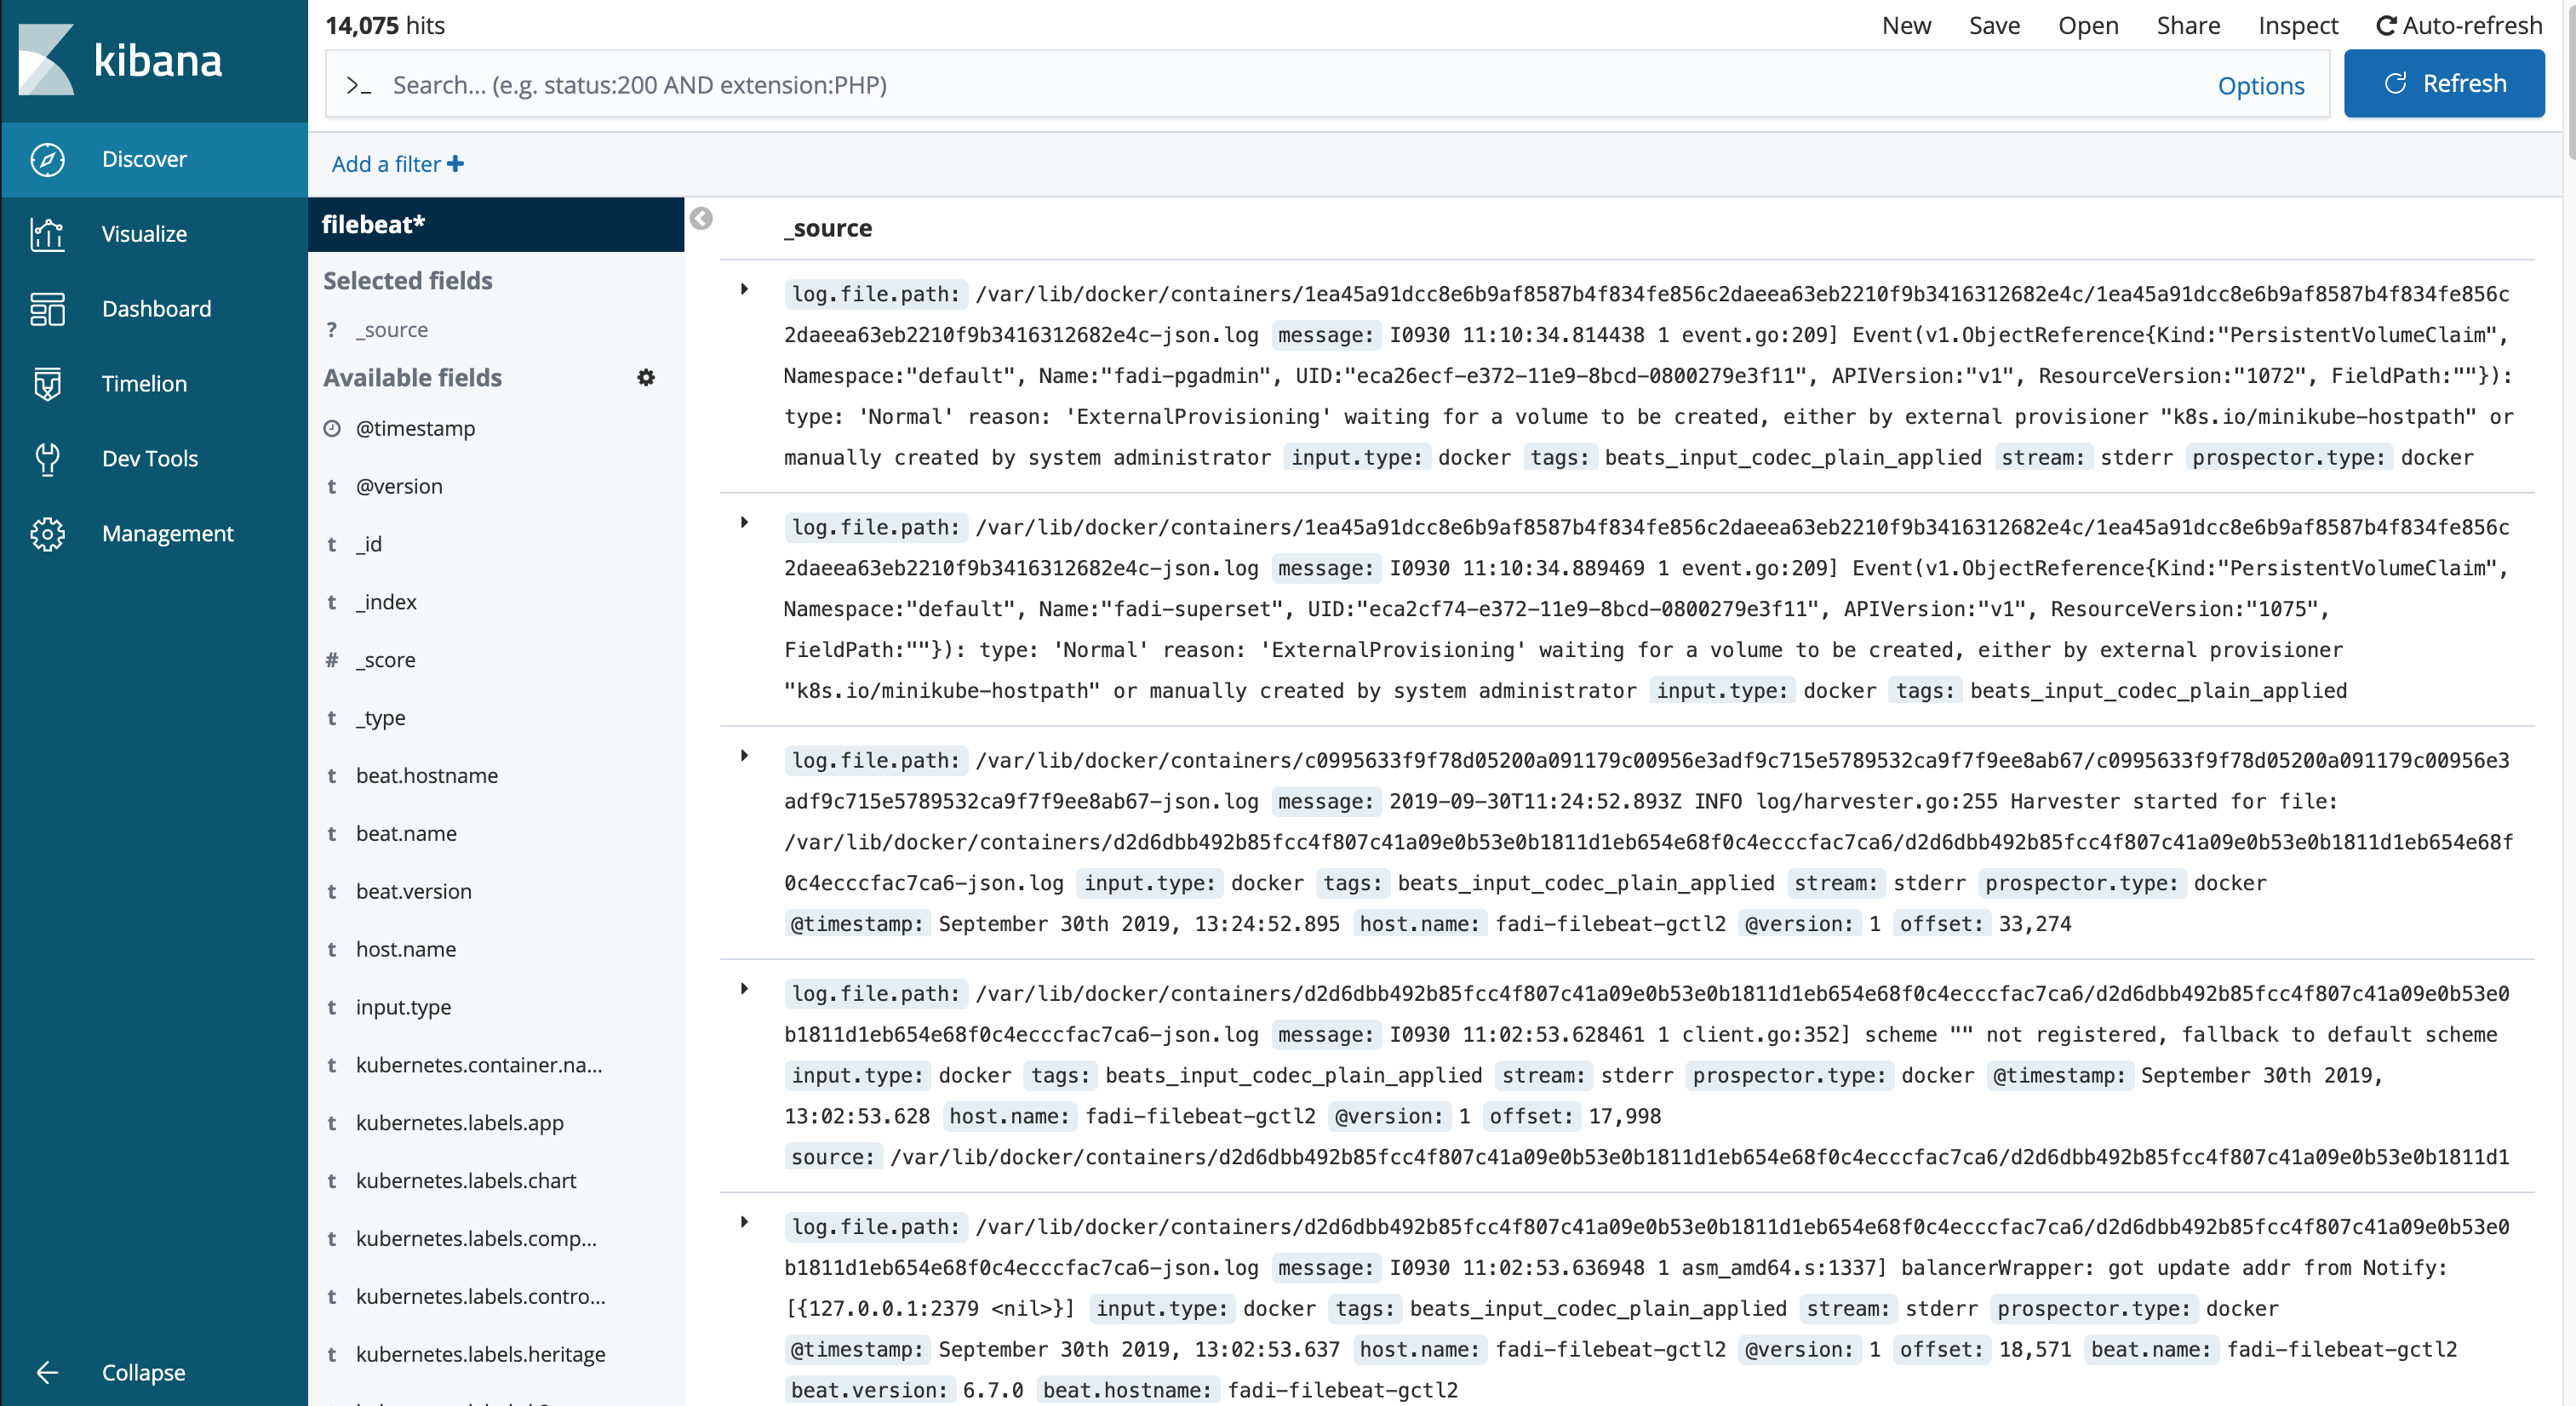 kibana
Discover
Visualize
Dashboard
Timelion
Dev Tools
Management
Collapse
14,075 hits
New Save Open Share Inspect Auto-refresh
>_ Search... (e.g. status:200 AND extension:PHP) Options Refresh
Add a filter +
filebeat*
Selected fields
? _source
Available fields
@timestamp
t @version
t _id
t _index
# _score
t _type
t beat.hostname
t beat.name
t beat.version
t host.name
t input.type
t kubernetes.container.na...
t kubernetes.labels.app
t kubernetes.labels.chart
t kubernetes.labels.comp...
t kubernetes.labels.contro...
t kubernetes.labels.heritage
_source
log.file.path: /var/lib/docker/containers/1ea45a91dcc8e6b9af8587b4f834fe856c2daeea63eb2210f9b3416312682e4c/1ea45a91dcc8e6b9af8587b4f834fe856c
2daeea63eb2210f9b3416312682e4c-json.log message: I0930 11:10:34.814438 1 event.go:209] Event(v1.ObjectReference{Kind:"PersistentVolumeClaim",
Namespace:"default", Name:"fadi-pgadmin", UID:"eca26ecf-e372-11e9-8bcd-0800279e3f11", APIVersion:"v1", ResourceVersion:"1072", FieldPath:""}):
type: 'Normal' reason: 'ExternalProvisioning' waiting for a volume to be created, either by external provisioner "k8s.io/minikube-hostpath" or
manually created by system administrator input.type: docker tags: beats_input_codec_plain_applied stream: stderr prospector.type: docker
log.file.path: /var/lib/docker/containers/1ea45a91dcc8e6b9af8587b4f834fe856c2daeea63eb2210f9b3416312682e4c/1ea45a91dcc8e6b9af8587b4f834fe856c
2daeea63eb2210f9b3416312682e4c-json.log message: I0930 11:10:34.889469 1 event.go:209] Event(v1.ObjectReference{Kind:"PersistentVolumeClaim",
Namespace:"default", Name:"fadi-superset", UID:"eca2cf74-e372-11e9-8bcd-0800279e3f11", APIVersion:"v1", ResourceVersion:"1075",
FieldPath:""}): type: 'Normal' reason: 'ExternalProvisioning' waiting for a volume to be created, either by external provisioner
"k8s.io/minikube-hostpath" or manually created by system administrator input.type: docker tags: beats_input_codec_plain_applied
log.file.path: /var/lib/docker/containers/c0995633f9f78d05200a091179c00956e3adf9c715e5789532ca9f7f9ee8ab67/c0995633f9f78d05200a091179c00956e3
adf9c715e5789532ca9f7f9ee8ab67-json.log message: 2019-09-30T11:24:52.893Z INFO log/harvester.go:255 Harvester started for file:
/var/lib/docker/containers/d2d6dbb492b85fcc4f807c41a09e0b53e0b1811d1eb654e68f0c4ecccfac7ca6/d2d6dbb492b85fcc4f807c41a09e0b53e0b1811d1eb654e68f
0c4ecccfac7ca6-json.log input.type: docker tags: beats_input_codec_plain_applied stream: stderr prospector.type: docker
@timestamp: September 30th 2019, 13:24:52.895 host.name: fadi-filebeat-gctl2 @version: 1 offset: 33,274
log.file.path: /var/lib/docker/containers/d2d6dbb492b85fcc4f807c41a09e0b53e0b1811d1eb654e68f0c4ecccfac7ca6/d2d6dbb492b85fcc4f807c41a09e0b53e0
b1811d1eb654e68f0c4ecccfac7ca6-json.log message: I0930 11:02:53.628461 1 client.go:352] scheme "" not registered, fallback to default scheme
input.type: docker tags: beats_input_codec_plain_applied stream: stderr prospector.type: docker @timestamp: September 30th 2019,
13:02:53.628 host.name: fadi-filebeat-gctl2 @version: 1 offset: 17,998
source: /var/lib/docker/containers/d2d6dbb492b85fcc4f807c41a09e0b53e0b1811d1eb654e68f0c4ecccfac7ca6/d2d6dbb492b85fcc4f807c41a09e0b53e0b1811d1
log.file.path: /var/lib/docker/containers/d2d6dbb492b85fcc4f807c41a09e0b53e0b1811d1eb654e68f0c4ecccfac7ca6/d2d6dbb492b85fcc4f807c41a09e0b53e0
b1811d1eb654e68f0c4ecccfac7ca6-json.log message: I0930 11:02:53.636948 1 asm_amd64.s:1337] balancerWrapper: got update addr from Notify:
[{127.0.0.1:2379 <nil>}] input.type: docker tags: beats_input_codec_plain_applied stream: stderr prospector.type: docker
@timestamp: September 30th 2019, 13:02:53.637 host.name: fadi-filebeat-gctl2 @version: 1 offset: 18,571 beat.name: fadi-filebeat-gctl2
beat.version: 6.7.0 beat.hostname: fadi-filebeat-gctl2